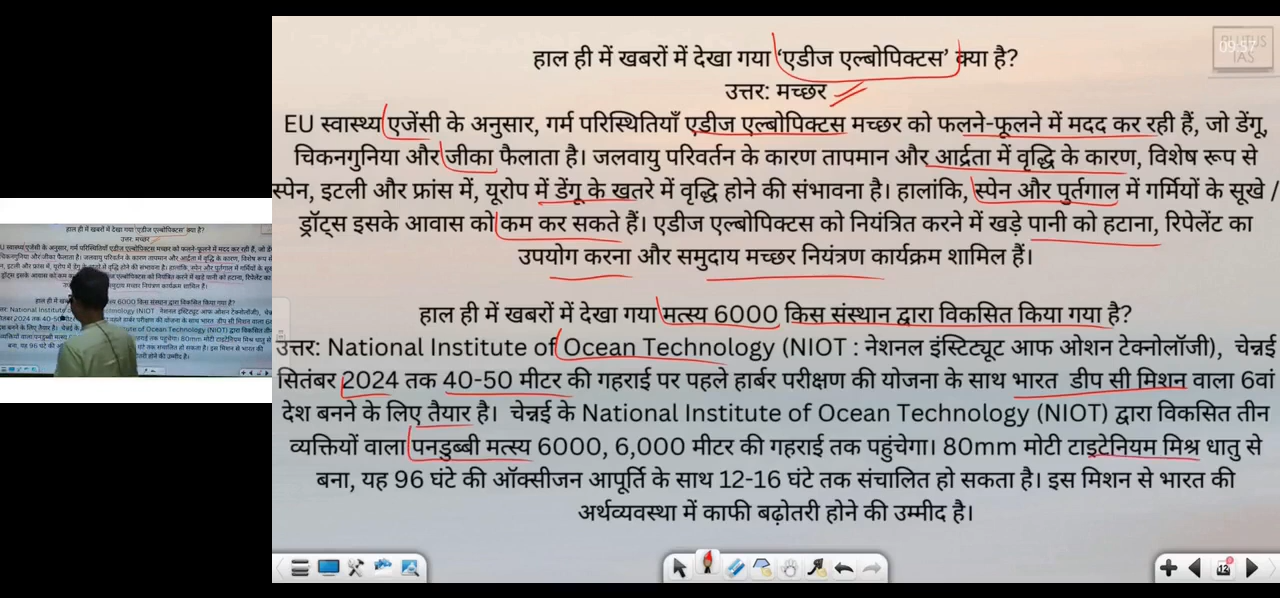 हाल ही में खबरों में देखा गया ‘एडीज एल्बोपिक्टस’ क्या है?
उत्तर: मच्छर
EU स्वास्थ्य एजेंसी के अनुसार, गर्म परिस्थितियाँ एडीज एल्बोपिक्टस मच्छर को फलने-फूलने में मदद कर रही हैं, जो डेंगू,
चिकनगुनिया और जीका फैलाता है। जलवायु परिवर्तन के कारण तापमान और आर्द्रता में वृद्धि के कारण, विशेष रूप से
स्पेन, इटली और फ्रांस में, यूरोप में डेंगू के खतरे में वृद्धि होने की संभावना है। हालांकि, स्पेन और पुर्तगाल में गर्मियों के सूखे /
ड्रॉट्स इसके आवास को कम कर सकते हैं। एडीज एल्बोपिक्टस को नियंत्रित करने में खड़े पानी को हटाना, रिपेलेंट का
उपयोग करना और समुदाय मच्छर नियंत्रण कार्यक्रम शामिल हैं।
हाल ही में खबरों में देखा गया मत्स्य 6000 किस संस्थान द्वारा विकसित किया गया है?
उत्तर: National Institute of Ocean Technology (NIOT : नेशनल इंस्टिट्यूट आफ ओशन टेक्नोलॉजी), चेन्नई
सितंबर 2024 तक 40-50 मीटर की गहराई पर पहले हार्बर परीक्षण की योजना के साथ भारत डीप सी मिशन वाला 6वां
देश बनने के लिए तैयार है। चेन्नई के National Institute of Ocean Technology (NIOT) द्वारा विकसित तीन
व्यक्तियों वाला पनडुब्बी मत्स्य 6000, 6,000 मीटर की गहराई तक पहुंचेगा। 80mm मोटी टाइटेनियम मिश्र धातु से
बना, यह 96 घंटे की ऑक्सीजन आपूर्ति के साथ 12-16 घंटे तक संचालित हो सकता है। इस मिशन से भारत की
अर्थव्यवस्था में काफी बढ़ोतरी होने की उम्मीद है।
PLUTUS
IAS
09:57
12